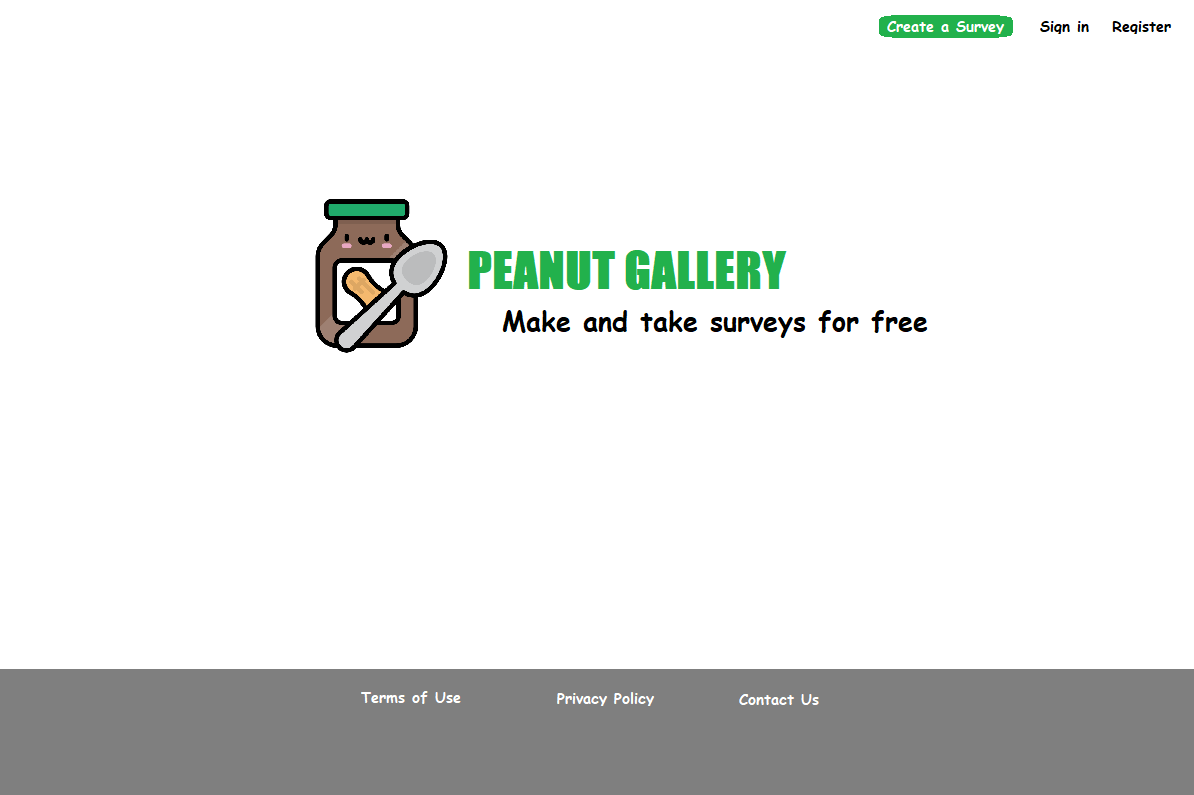 Create a Survey Sign in Register
PEANUT GALLERY
Make and take surveys for free
Terms of Use Privacy Policy Contact Us